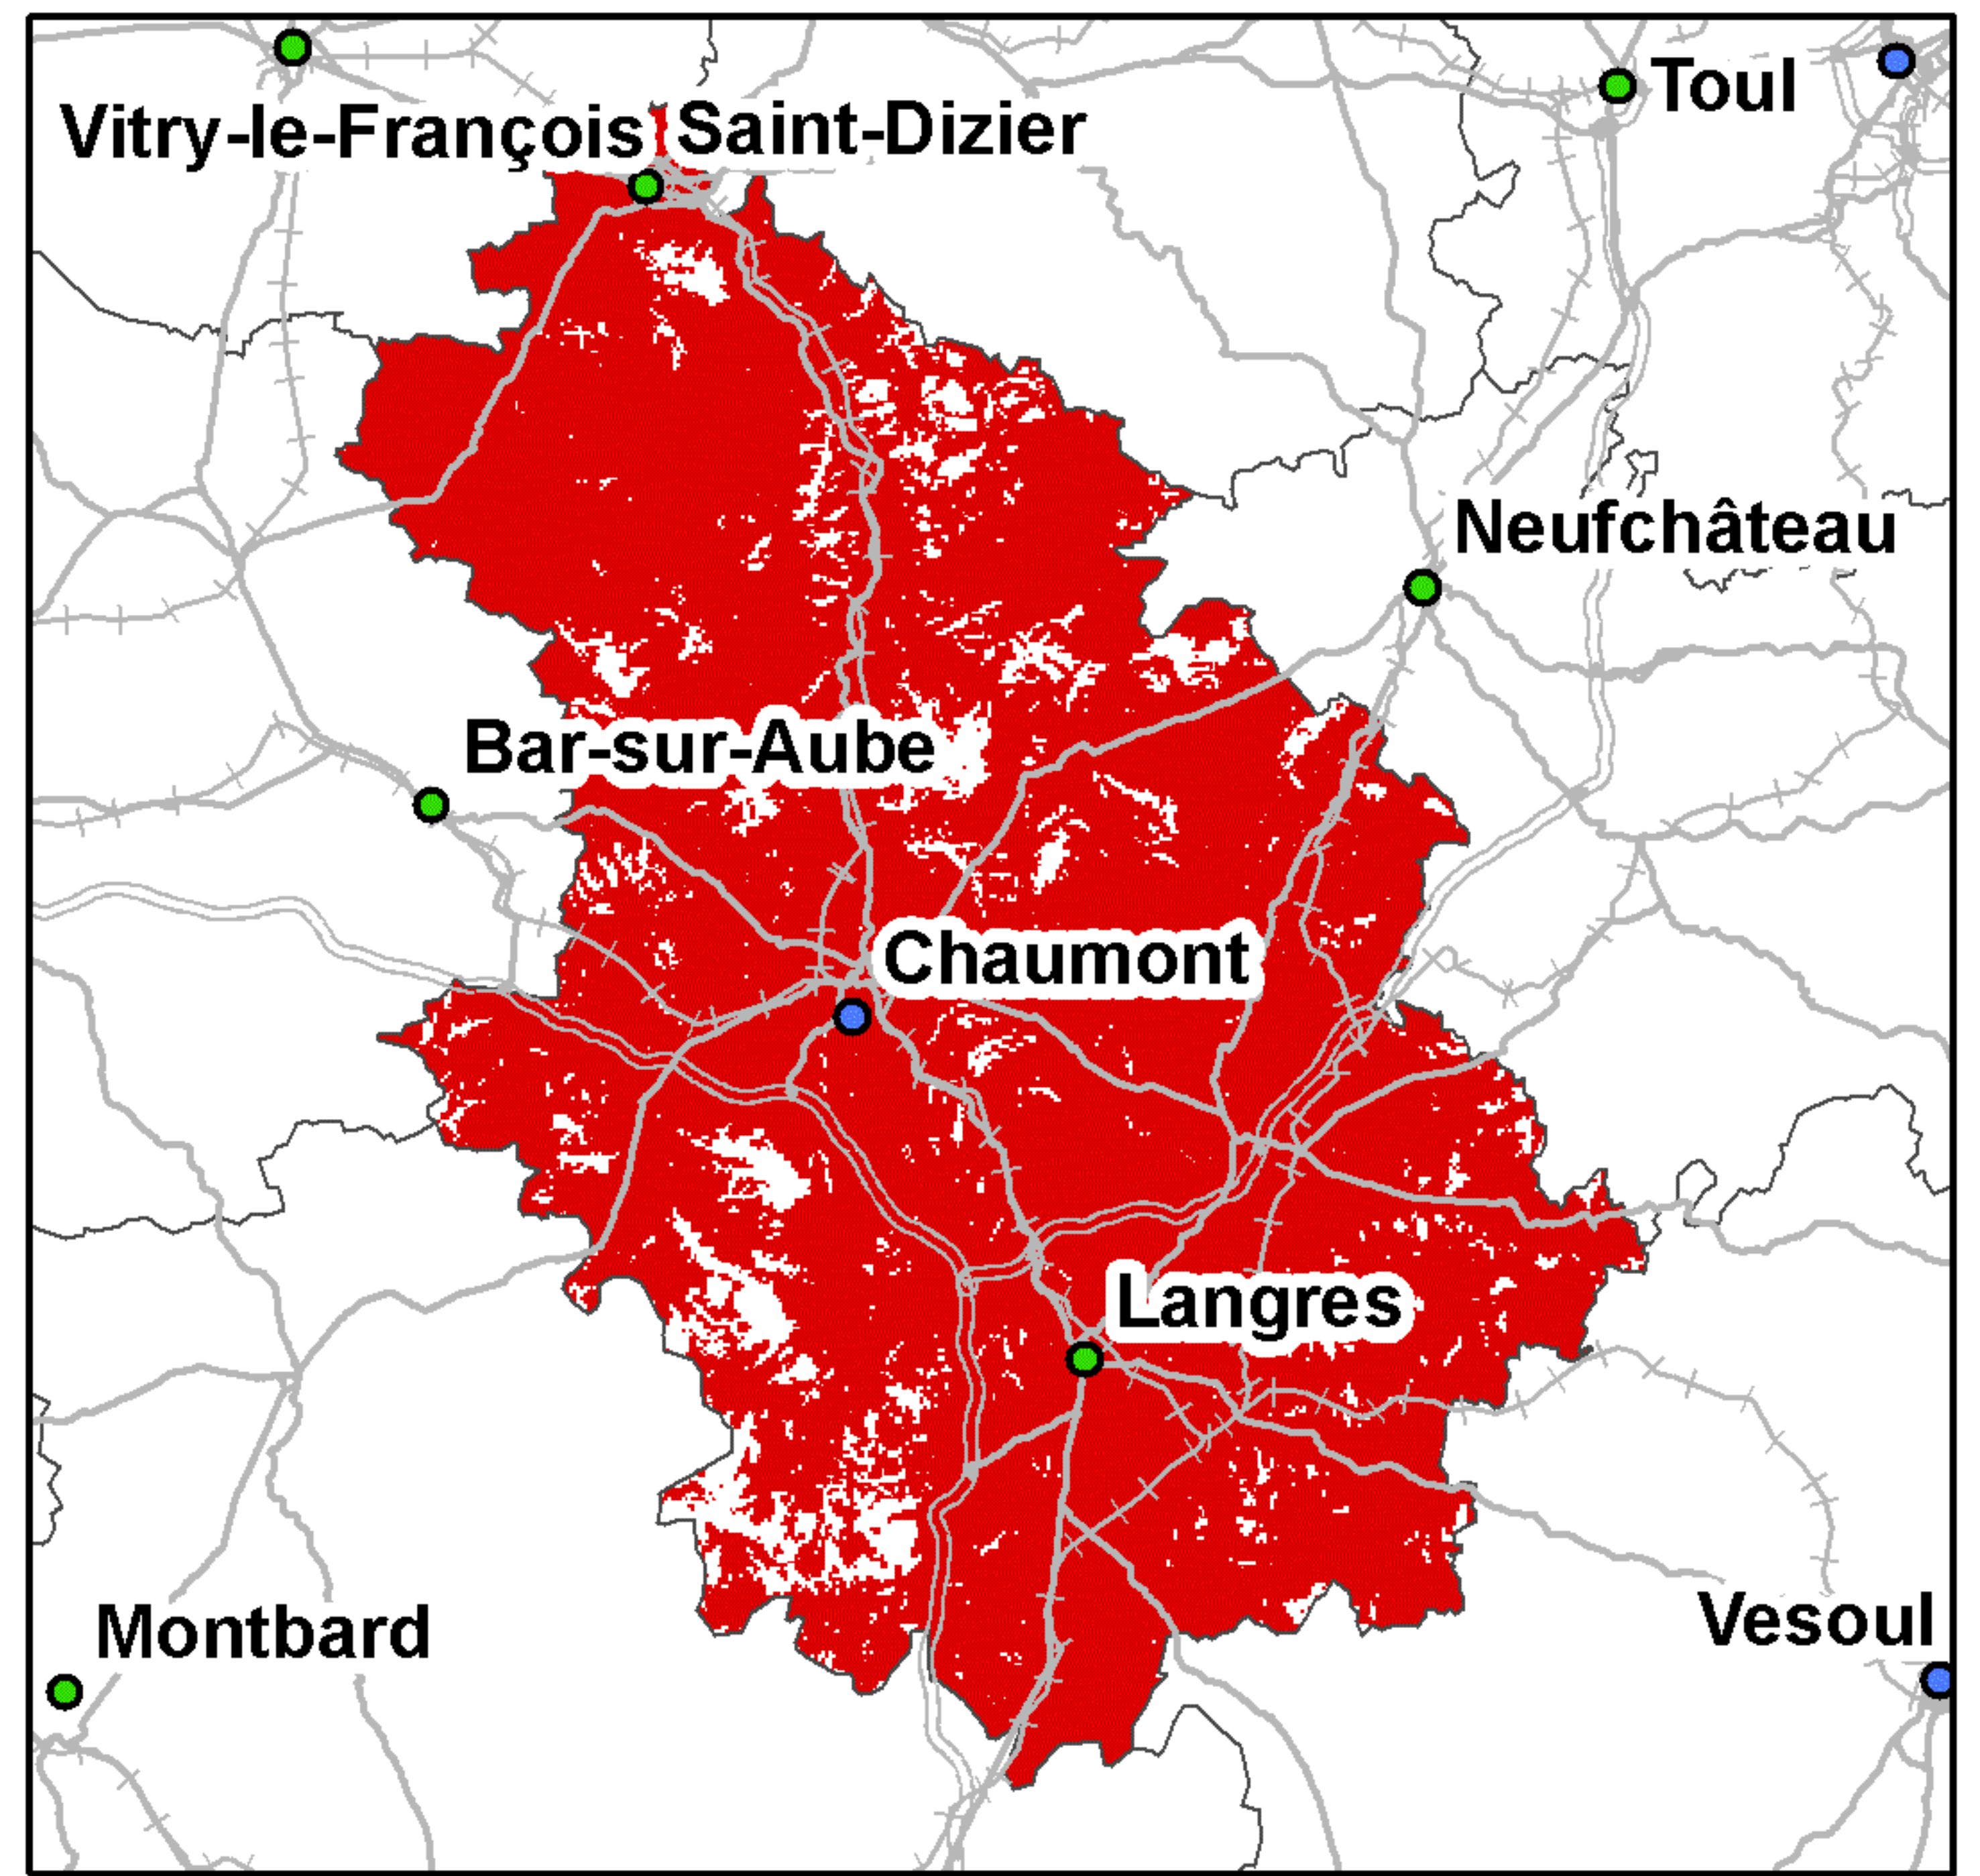 Toul
Vitry-le-François
Saint-Dizier
Neufchâteau
Bar-sur-Aube
Chaumont
Langres
Montbard
Vesoul